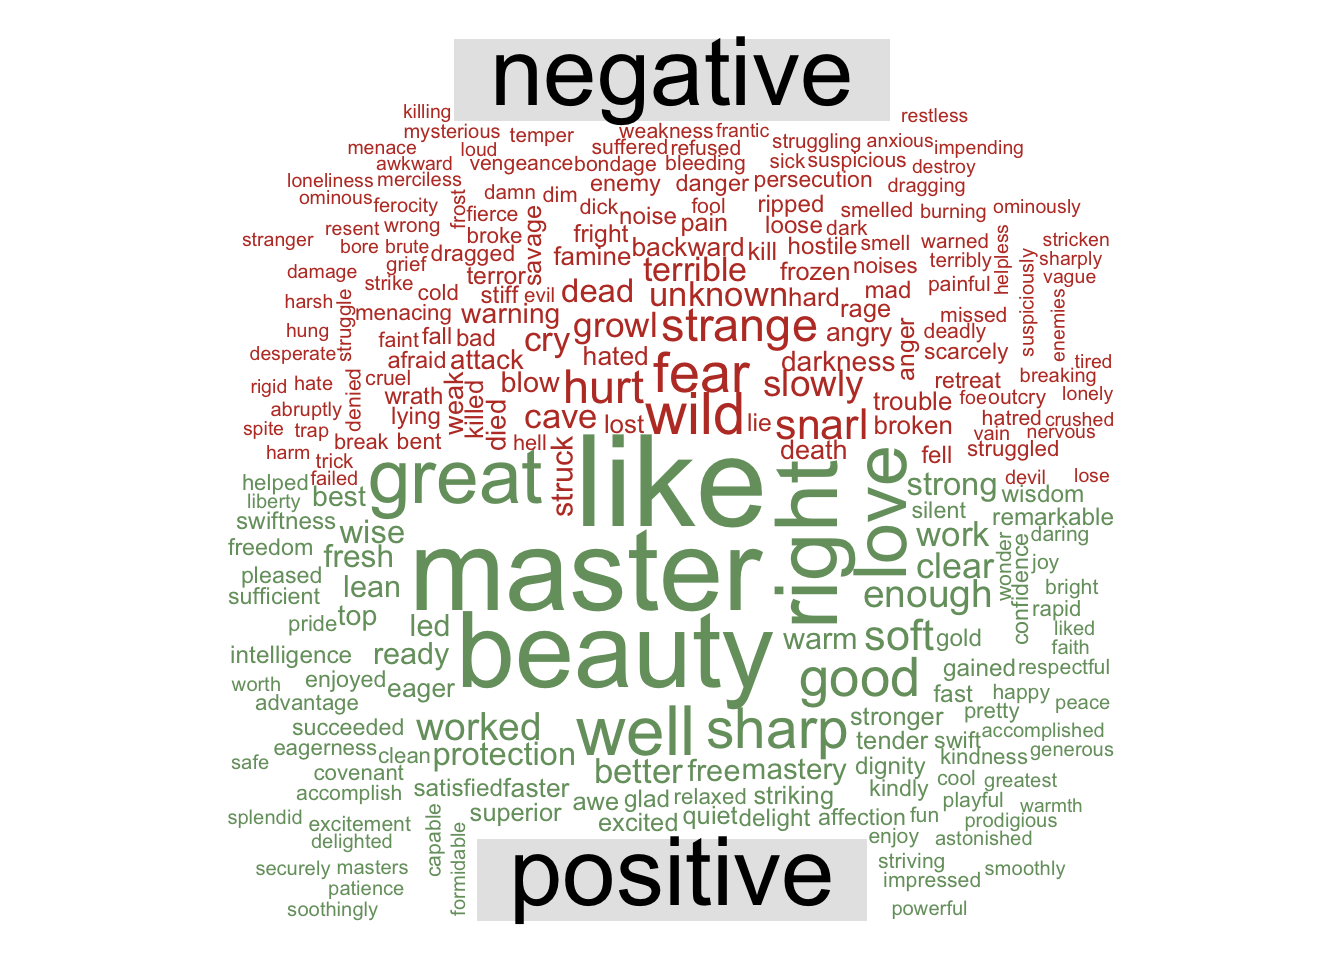 negative
killing restless
mysterious temper weakness frantic
menace loud suffered refused struggling anxious impending
awkward vengeance bondage bleeding sick suspicious destroy
loneliness merciless damn dim enemy danger persecution dragging
ominous ferocity frost fierce dick noise fool pain ripped smelled burning ominously
stranger resent wrong broke savage fright backward loose dark warned helpless stricken
bore brute dragged famine kill hostile smell terribly sharply
damage grief terror terrible frozen noises painful suspiciously vague
harsh struggle strike cold stiff evil dead unknown hard mad missed enemies
menacing warning growl strange rage
hung faint fall bad cry angry anger deadly
desperate afraid attack hated fear darkness scarcely tired
rigid hate denied cruel weak killed blow hurt slowly retreat breaking
abruptly wrath died wild trouble foe outcry lonely
spite trap lying cave lost lie snarl broken hatred crushed
harm break bent hell struck death fell vain nervous
trick struggled
failed devil lose
helped great like right love strong wisdom
liberty best silent remarkable
swiftness wise work wonder daring
freedom fresh master clear confidence joy
pleased lean enough bright
sufficient top rapid
pride led beauty warm soft gold liked
intelligence ready good gained faith
worth enjoyed eager respectful
advantage fast happy peace
succeeded worked well sharp stronger pretty accomplished
eagerness clean protection tender swift generous
safe covenant better free mastery dignity kindness
accomplish satisfied faster awe glad relaxed striking kindly cool greatest
splendid excitement capable superior excited quiet delight affection fun playful warmth
delighted formidable enjoy prodigious
astonished
securely masters striving smoothly
patience impressed
soothingly powerful
positive